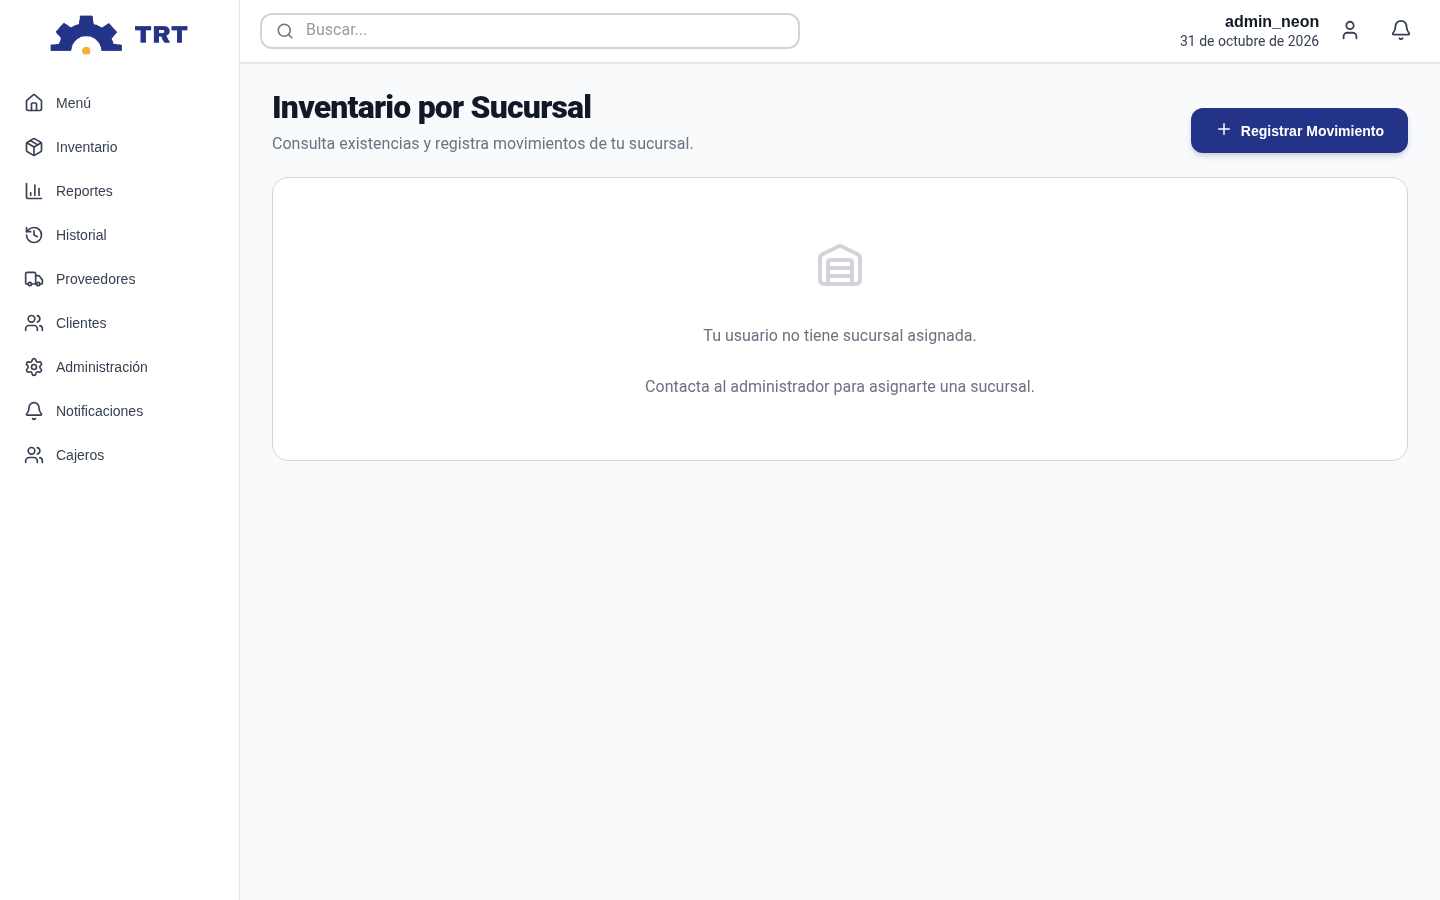 TRT
Buscar...
admin_neon
31 de octubre de 2026
Menú
Inventario
Reportes
Historial
Proveedores
Clientes
Administración
Notificaciones
Cajeros
Inventario por Sucursal
Consulta existencias y registra movimientos de tu sucursal.
Registrar Movimiento
Tu usuario no tiene sucursal asignada.
Contacta al administrador para asignarte una sucursal.